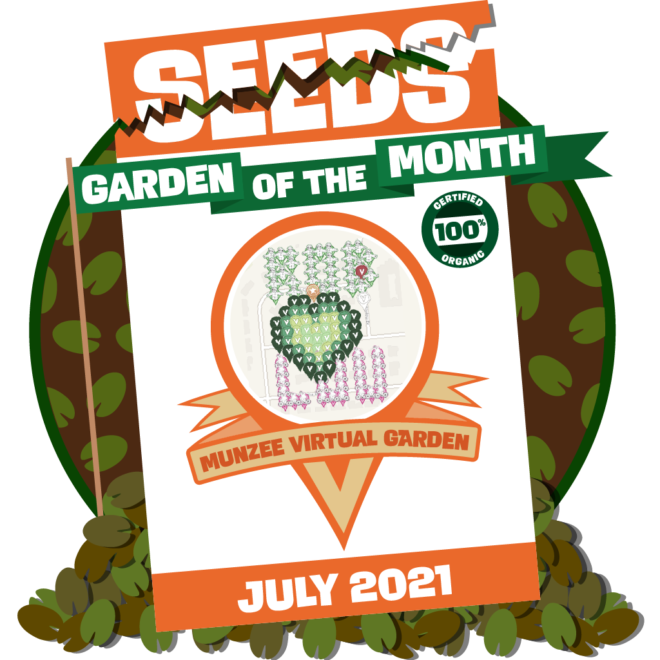 SEEDS
GARDEN OF THE MONTH
CERTIFIED
100%
ORGANIC
MUNZEE VIRTUAL GARDEN
JULY 2021